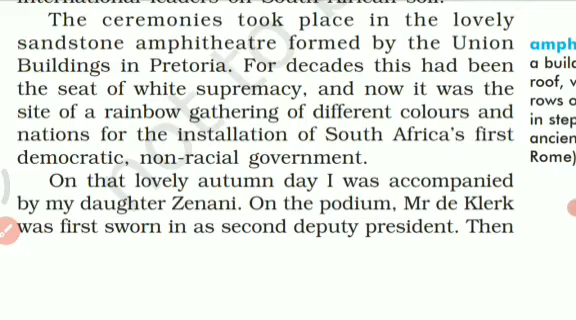 The ceremonies took place in the lovely
sandstone amphitheatre formed by the Union
Buildings in Pretoria. For decades this had been
the seat of white supremacy, and now it was the
site of a rainbow gathering of different colours and
nations for the installation of South Africa's first
democratic, non-racial government.
On that lovely autumn day I was accompanied
by my daughter Zenani. On the podium, Mr de Klerk
was first sworn in as second deputy president. Then
amph
a build
roof, 
rows o
in step
ancien
Rome)
not to